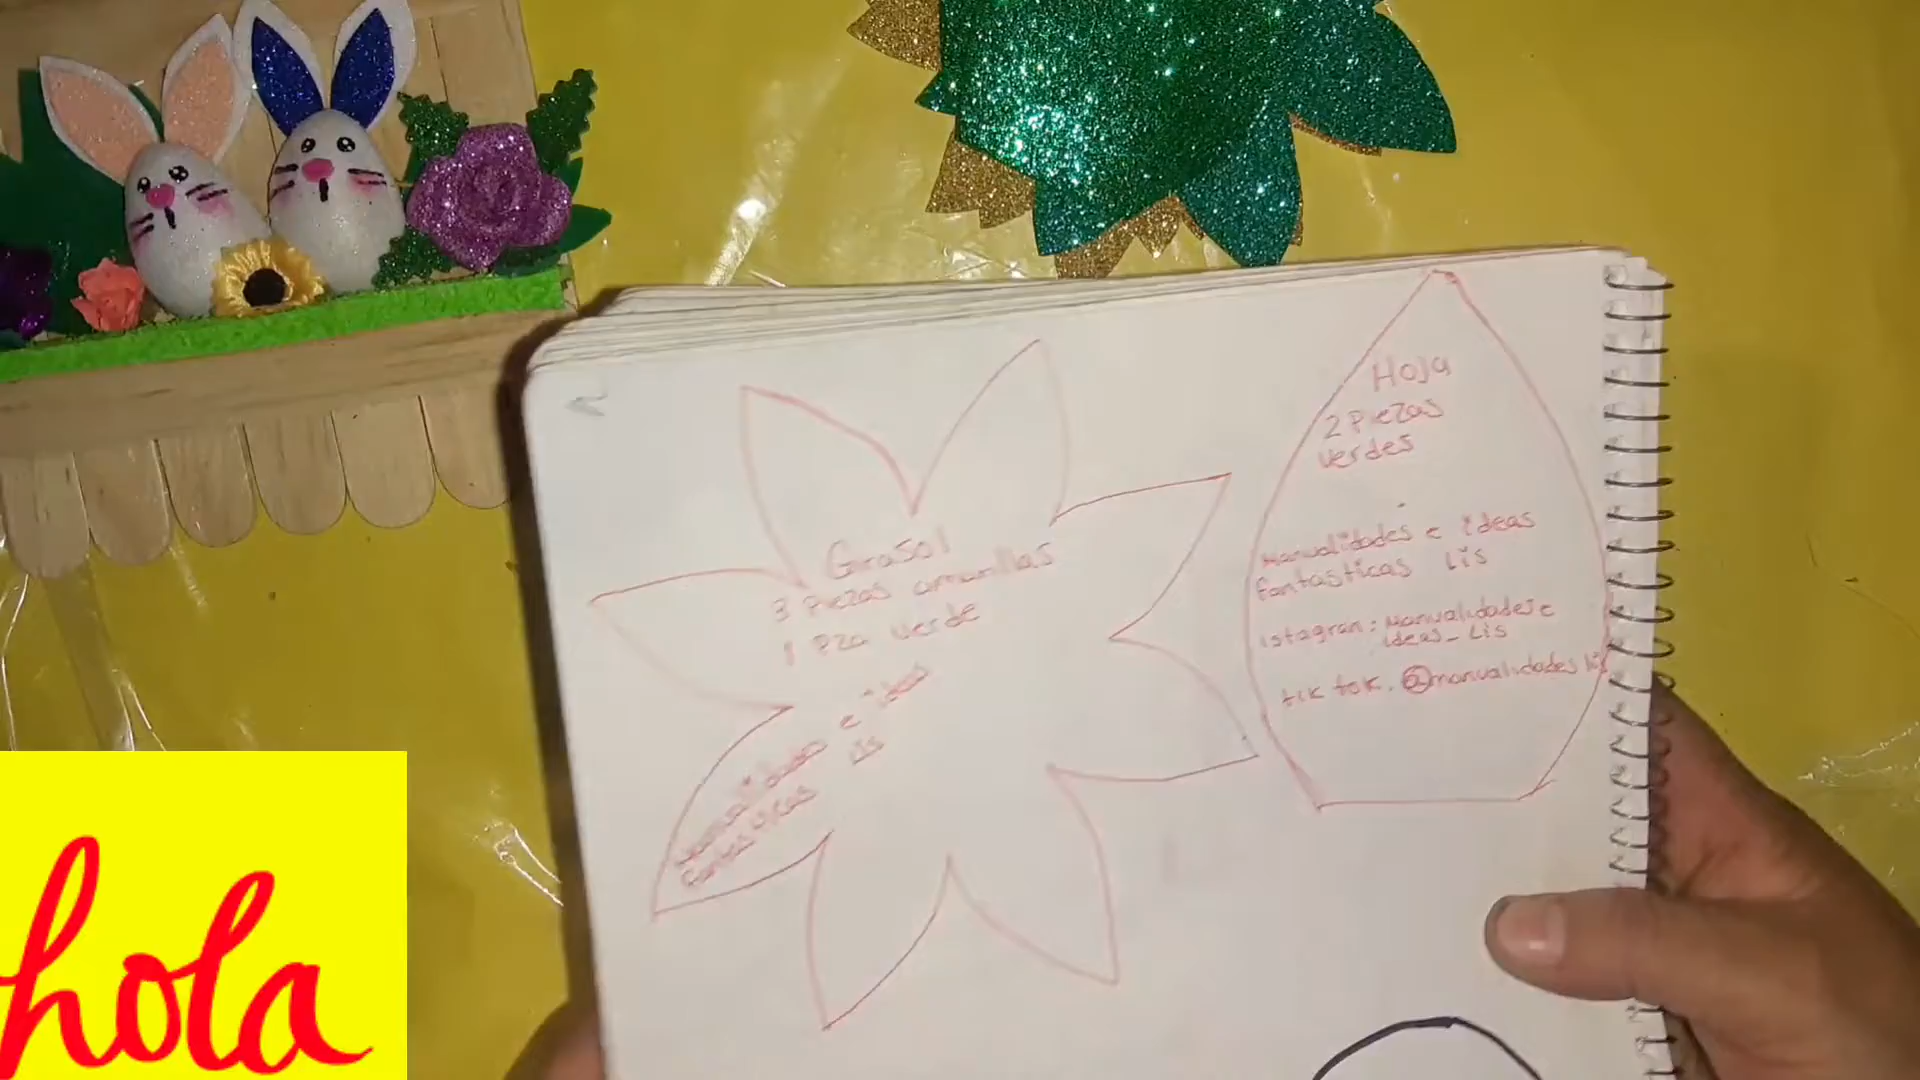 Girasol
3 Piezas amarillas
1 Pza verde
Manualidades e ideas
fantasticas lis
Hoja
2 Piezas
verdes
Manualidades e ideas
fantasticas Lis
istagran: Manualidades e
ideas_Lis
tik tok. @manualidades lis
hola